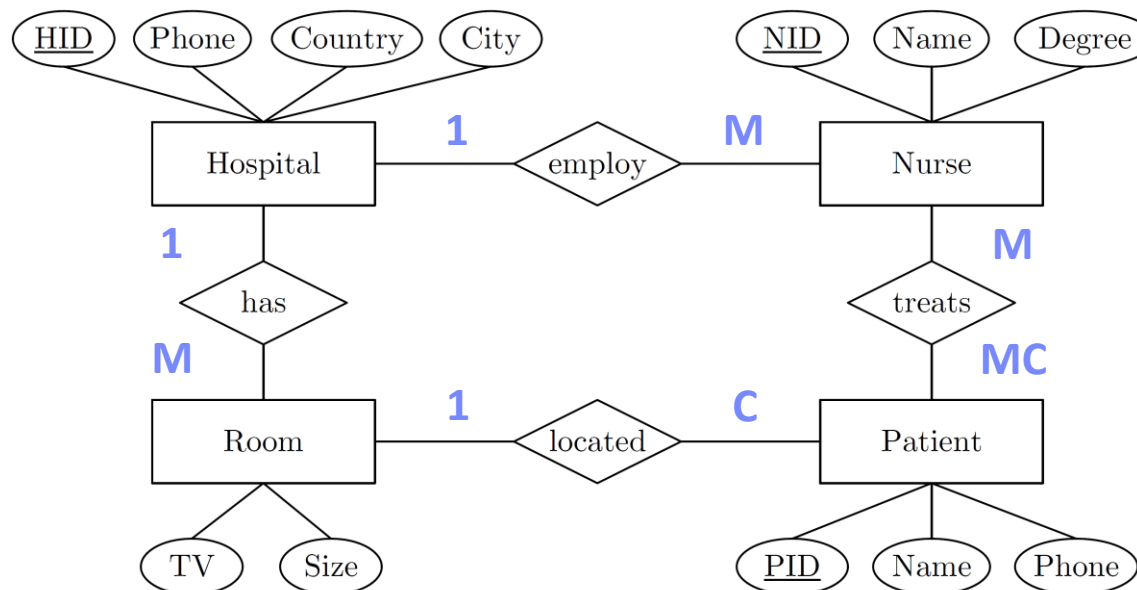 HID Phone Country City NID Name Degree
1 M
Hospital employ Nurse
1 M
has treats
M MC
1 C
Room located Patient
TV Size PID Name Phone